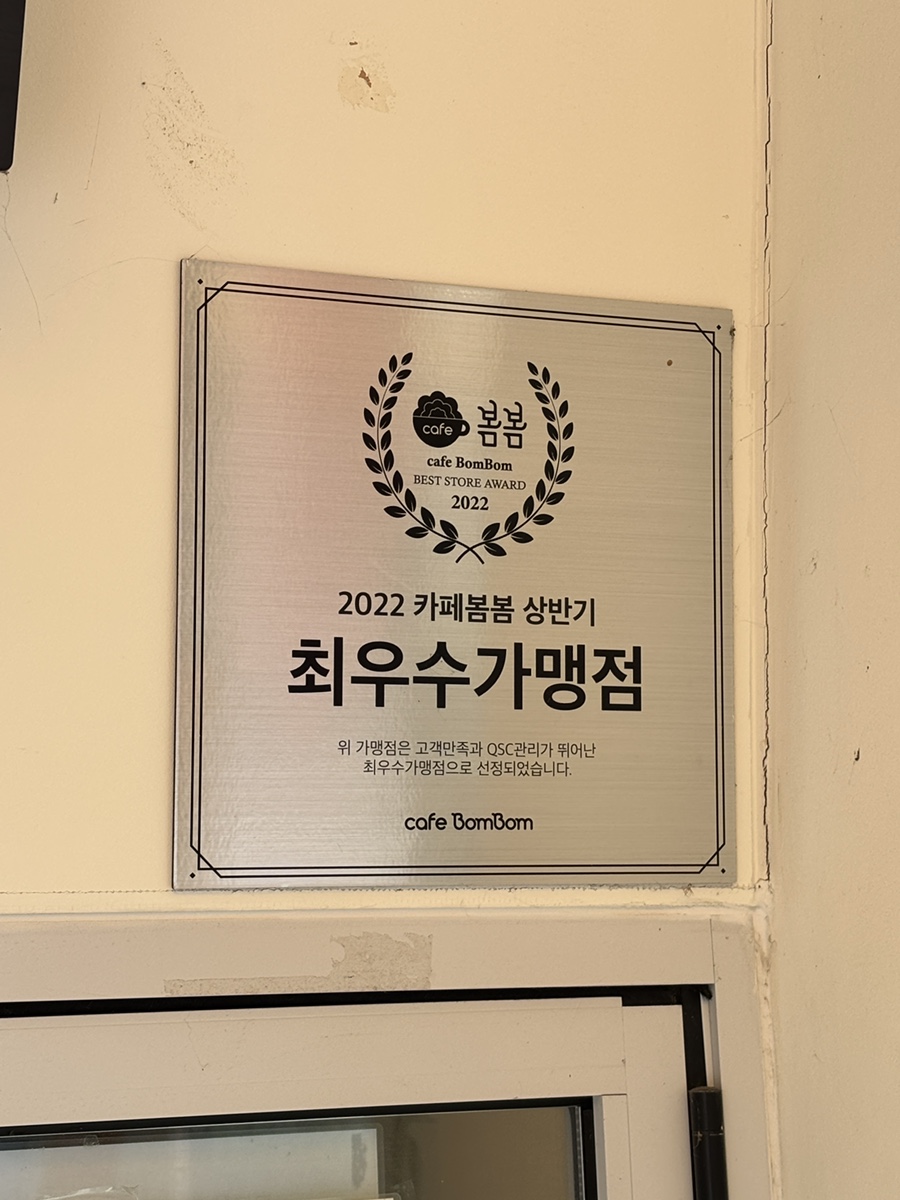 cafe 봄봄
cafe BomBom
BEST STORE AWARD
2022
2022 카페봄봄 상반기
최우수가맹점
위 가맹점은 고객만족과 QSC관리가 뛰어난
최우수가맹점으로 선정되었습니다.
cafe BomBom